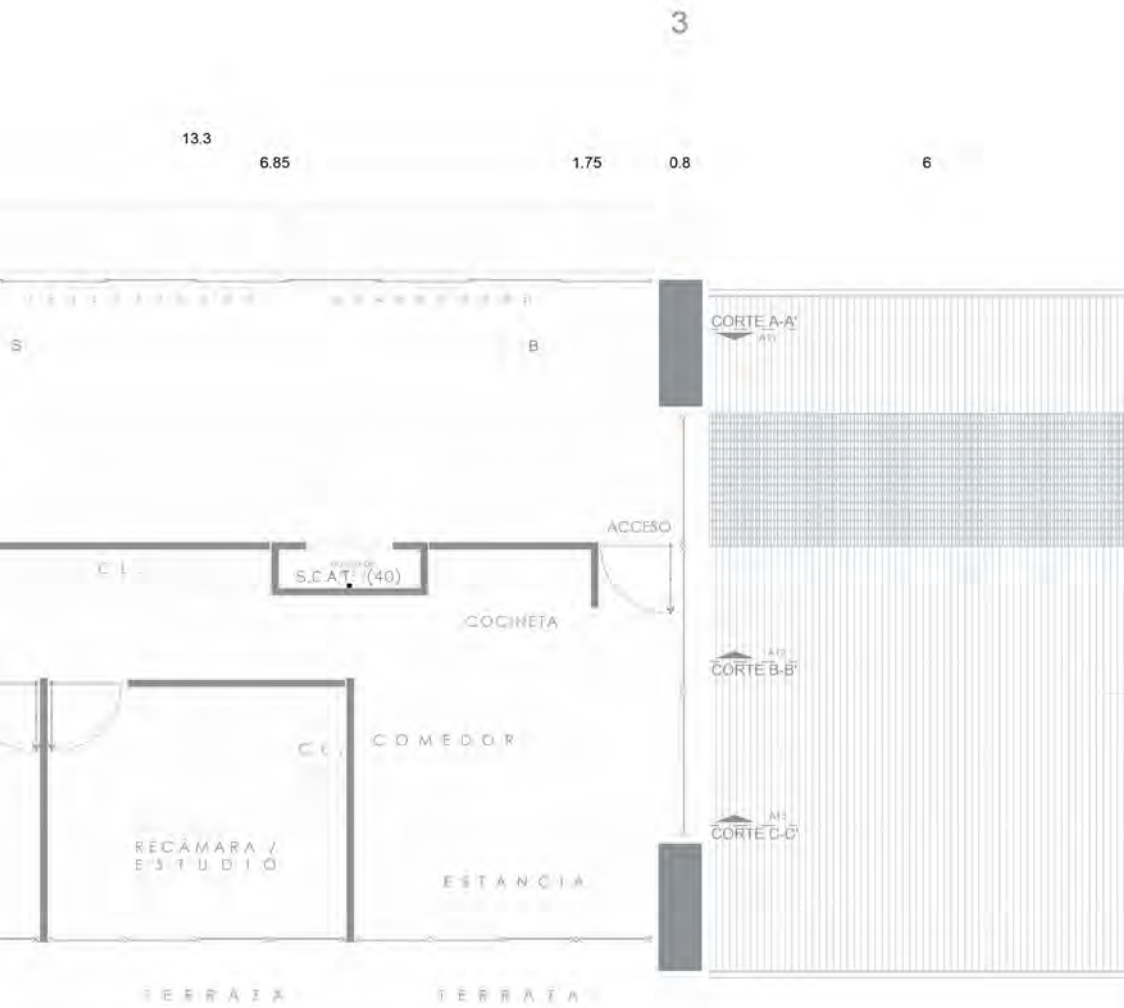 3
13.3
6.85
1.75
0.8
6
CORTE A-A'
S
B
ACCESO
C L
S.C.A.T. (40)
COCINETA
CORTE B-B'
C L.
COMEDOR
CORTE C-C'
RECÁMARA /
ESTUDIO
ESTANCIA
TERRAZA
TERRAZA